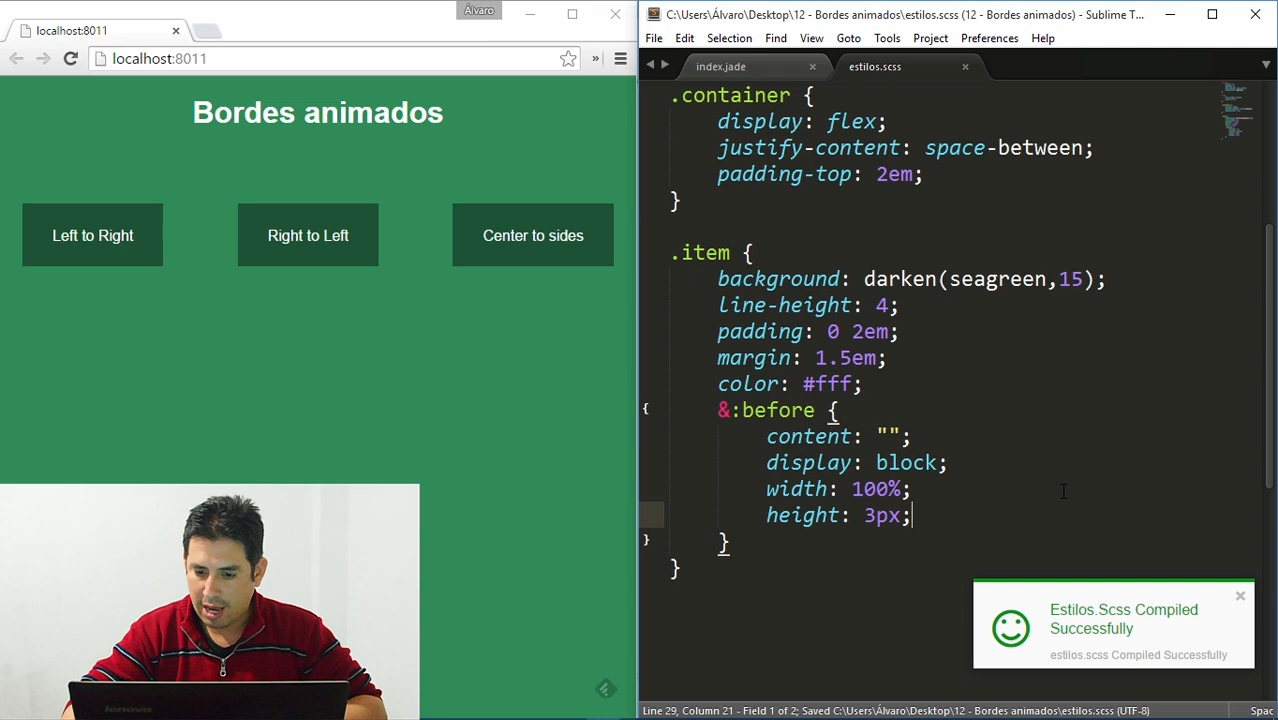 Álvaro
localhost:8011
localhost:8011
»
Bordes animados
Left to Right
Right to Left
Center to sides
lenovo
C:\Users\Álvaro\Desktop\12 - Bordes animados\estilos.scss (12 - Bordes animados) - Sublime T...
File Edit Selection Find View Goto Tools Project Preferences Help
index.jade
estilos.scss
.container {
display: flex;
justify-content: space-between;
padding-top: 2em;
}
.item {
background: darken(seagreen,15);
line-height: 4;
padding: 0 2em;
margin: 1.5em;
color: #fff;
&:before {
content: "";
display: block;
width: 100%;
height: 3px;
}
}
Estilos.Scss Compiled
Successfully
estilos.scss Compiled Successfully
Line 29, Column 21 - Field 1 of 2; Saved C:\Users\Álvaro\Desktop\12 - Bordes animados\estilos.scss (UTF-8)
Spac